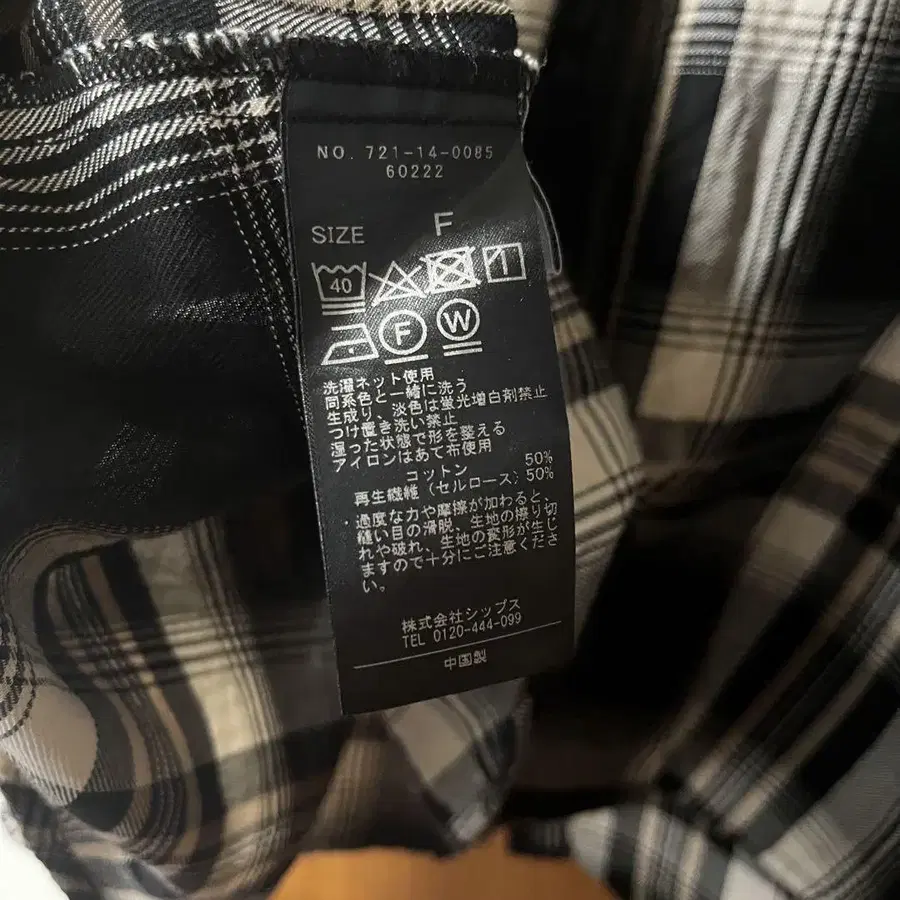 NO. 721-14-0085
60222
SIZE F
40
F W
洗濯ネット使用
同系色と一緒に洗う
生成り、淡色は蛍光増白剤禁止
つけ置き洗い禁止
湿った状態で形を整える
アイロンはあて布使用
コットン 50%
再生繊維(セルロース) 50%
・過度な力や摩擦が加わると、
縫い目の滑脱、生地の擦り切
れや破れ、生地の変形が生じ
ますので十分にご注意くださ
い。
株式会社シップス
TEL 0120-444-099
中国製